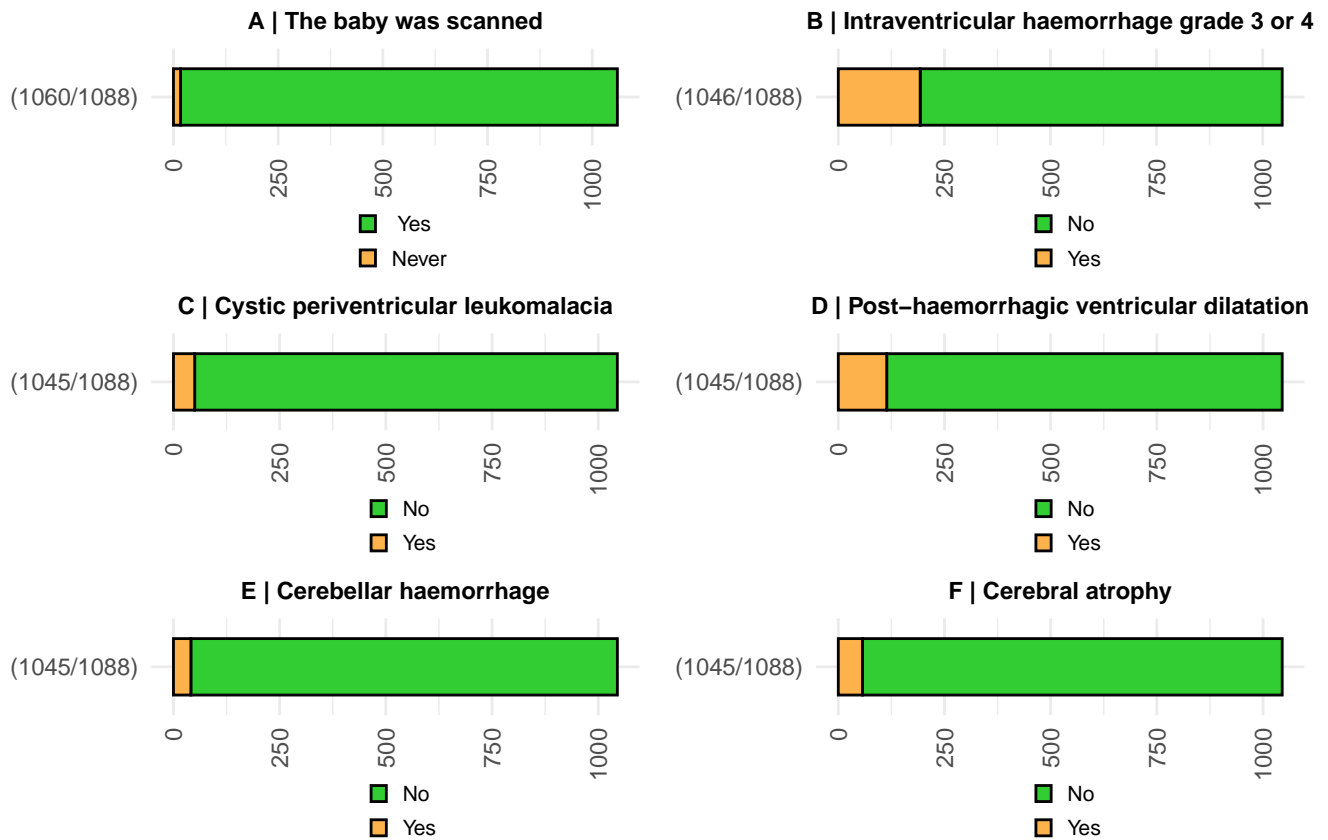 A | The baby was scanned
(1060/1088)
0
250
500
750
1000
Yes
Never
B | Intraventricular haemorrhage grade 3 or 4
(1046/1088)
0
250
500
750
1000
No
Yes
C | Cystic periventricular leukomalacia
(1045/1088)
0
250
500
750
1000
No
Yes
D | Post−haemorrhagic ventricular dilatation
(1045/1088)
0
250
500
750
1000
No
Yes
E | Cerebellar haemorrhage
(1045/1088)
0
250
500
750
1000
No
Yes
F | Cerebral atrophy
(1045/1088)
0
250
500
750
1000
No
Yes